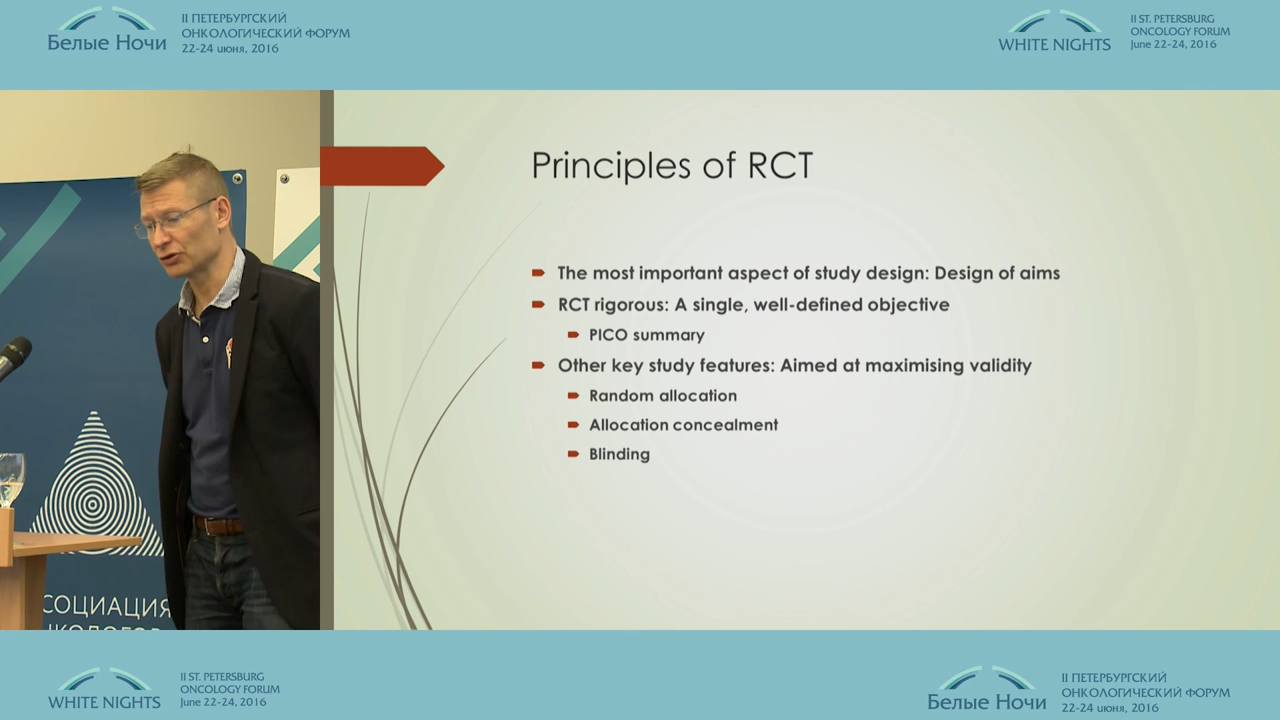 Белые Ночи
II ПЕТЕРБУРГСКИЙ
ОНКОЛОГИЧЕСКИЙ ФОРУМ
22-24 июня, 2016
WHITE NIGHTS
II ST. PETERSBURG
ONCOLOGY FORUM
June 22-24, 2016
Principles of RCT
The most important aspect of study design: Design of aims
RCT rigorous: A single, well-defined objective
PICO summary
Other key study features: Aimed at maximising validity
Random allocation
Allocation concealment
Blinding
СОЦИАЦИЯ
WHITE NIGHTS
II ST. PETERSBURG
ONCOLOGY FORUM
June 22-24, 2016
Белые Ночи
II ПЕТЕРБУРГСКИЙ
ОНКОЛОГИЧЕСКИЙ ФОРУМ
22-24 июня, 2016